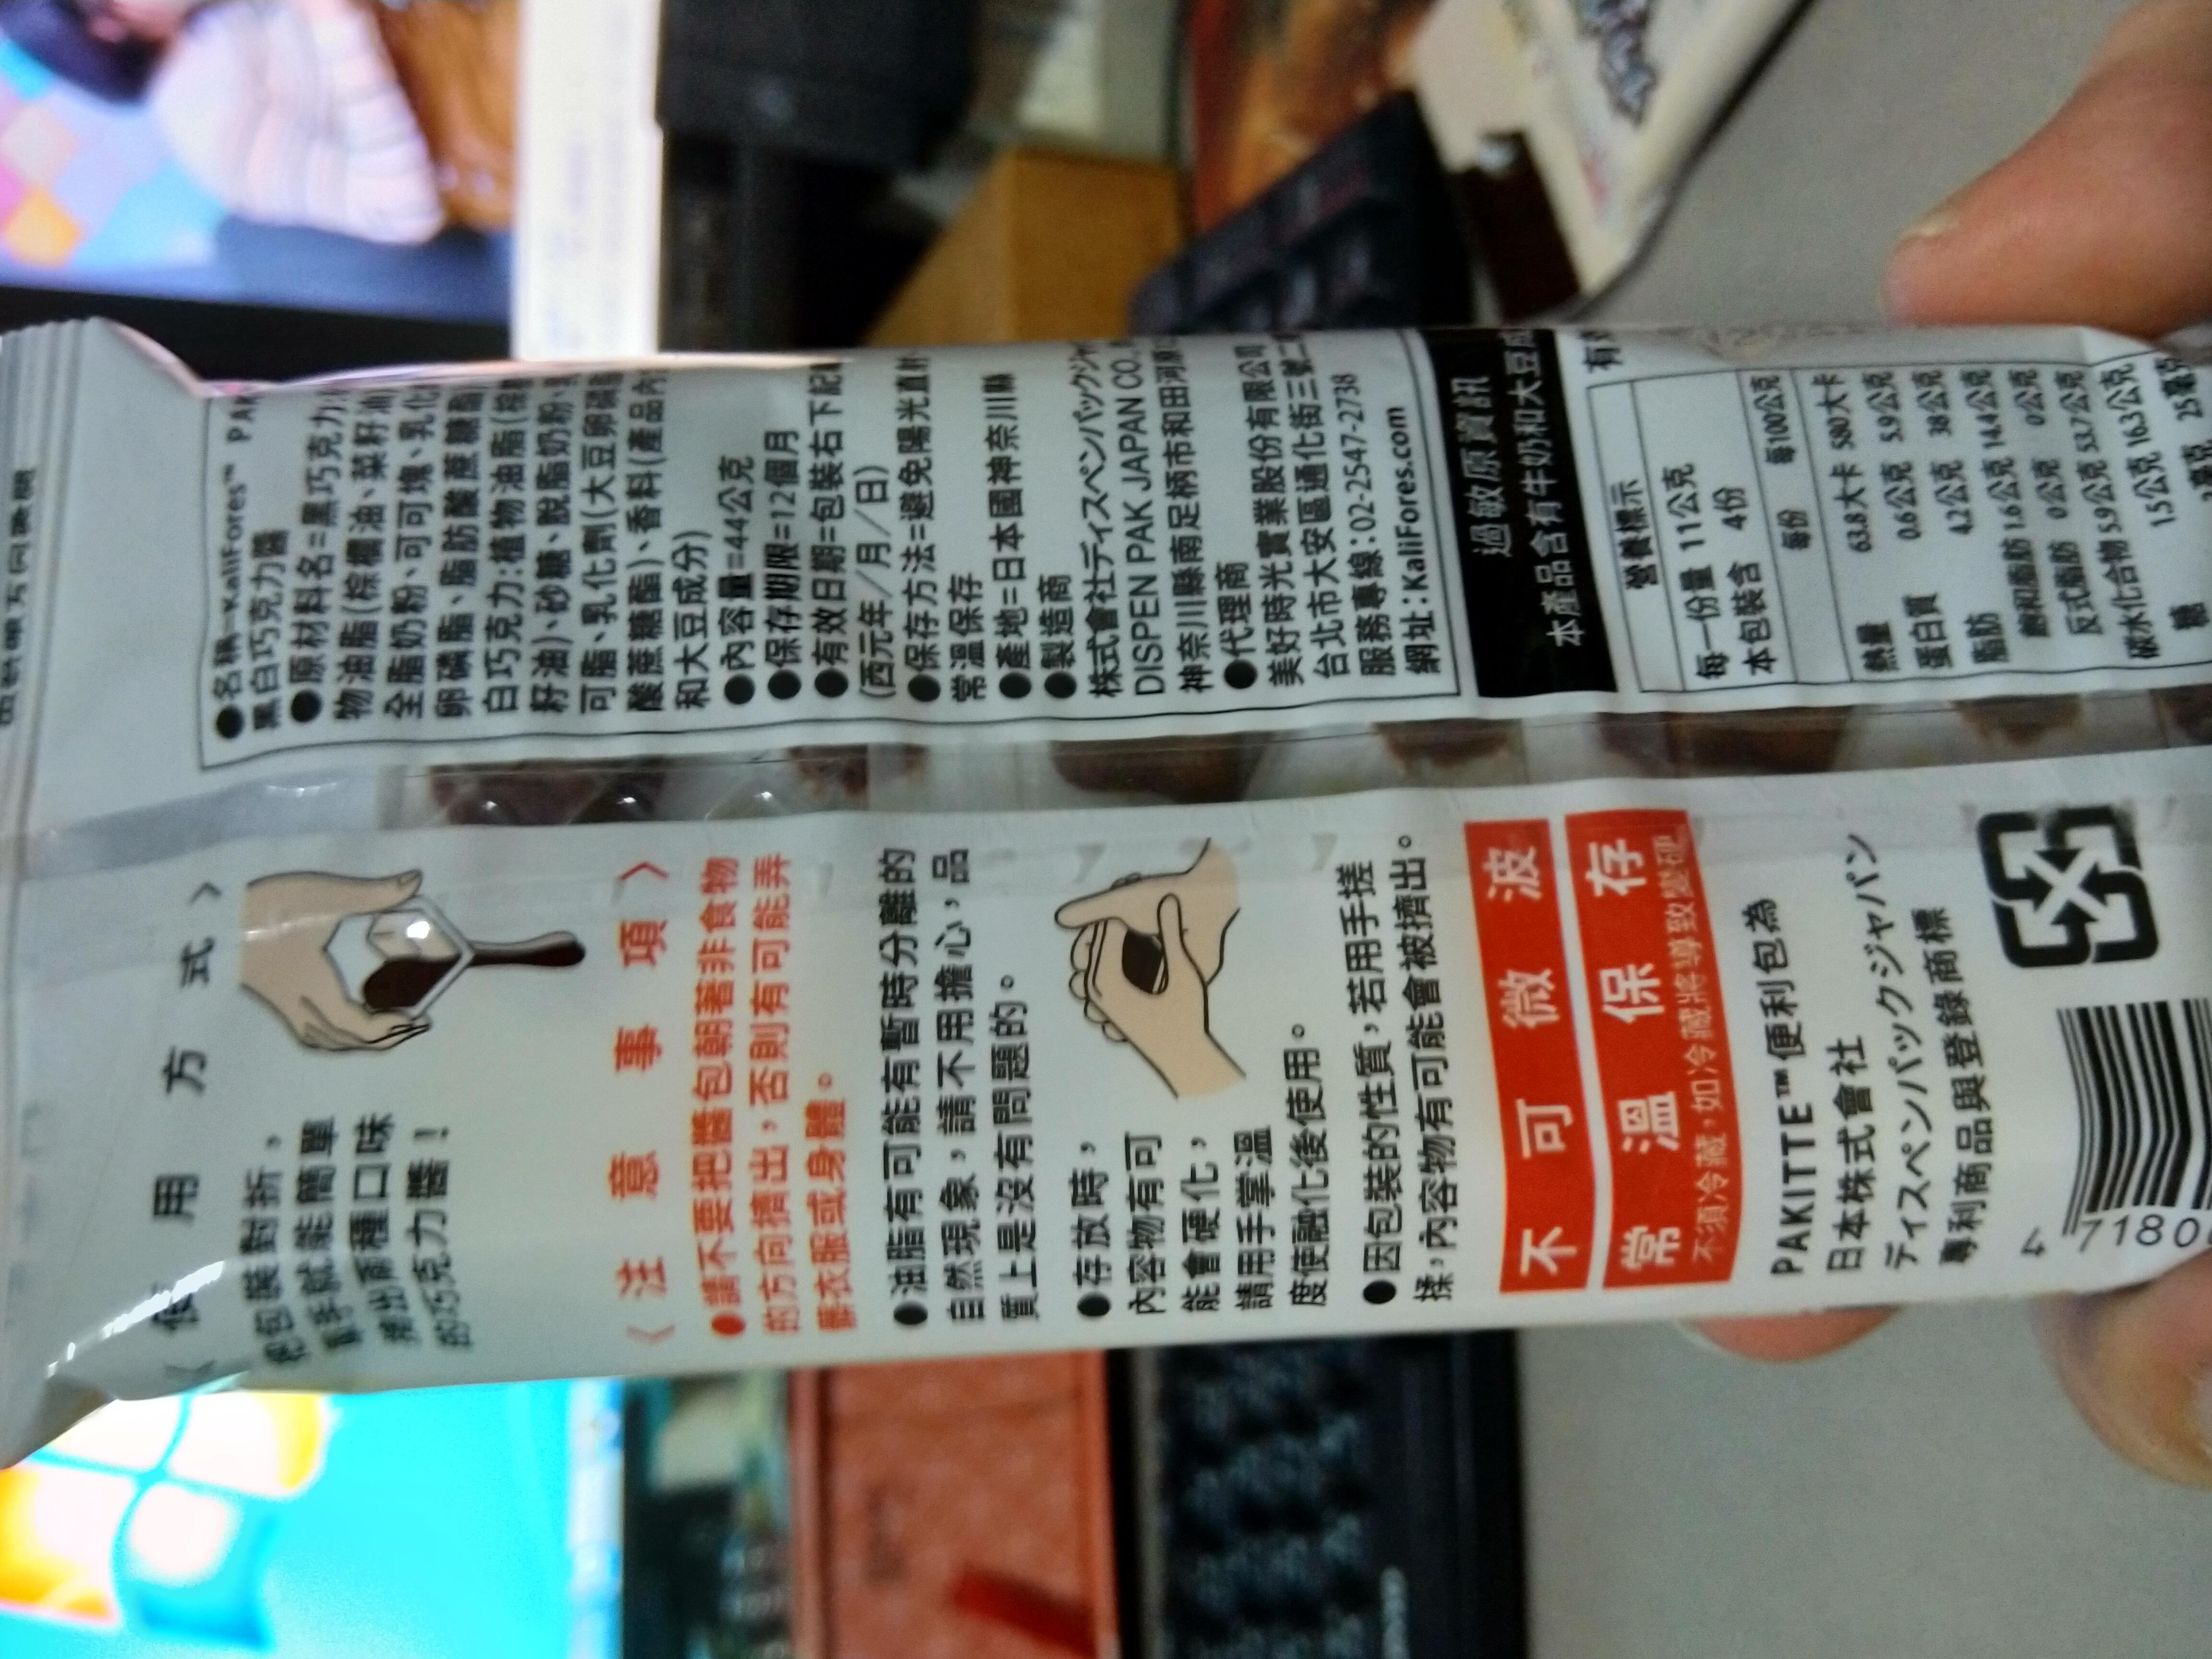 使用方式〉
把包裝對折，
單手就能簡單
擠出兩種口味
的巧克力醬！
〈注意事項〉
●請不要把醬包朝著非食物
的方向擠出，否則有可能弄
髒衣服或身體。
●油脂有可能有暫時分離的
自然現象，請不用擔心，品
質上是沒有問題的。
●存放時，
內容物有可
能會硬化，
請用手掌溫
度使融化後使用。
●因包裝的性質，若用手搓
揉，內容物有可能會被擠出。
不可微波
常溫保存
不須冷藏，如冷藏將導致變硬
PAKITTE™便利包為
日本株式會社
ディスペンパックジャパン
專利商品與登錄商標
4 7180
●名稱=KaliFores™ PA
黑白巧克力醬
●原材料名=黑巧克力:
物油脂(棕櫚油、菜籽油
全脂奶粉、可可塊、乳化
卵磷脂、脂肪酸蔗糖酯
白巧克力:植物油脂(棕
籽油)、砂糖、脫脂奶粉、
可脂、乳化劑(大豆卵磷
酸蔗糖酯)、香料(產品內
和大豆成分)
●內容量=44公克
●保存期限=12個月
●有效日期=包裝右下配
(西元年/月/日)
●保存方法=避免陽光直射
常溫保存
●產地=日本國神奈川縣
●製造商
株式會社ディスペンパックジャ
DISPEN PAK JAPAN CO.,
神奈川縣南足柄市和田河原
●代理商
美好時光實業股份有限公司
台北市大安區通化街三號二
服務專線:02-2547-2738
網址:KaliFores.com
過敏原資訊
本產品含有牛奶和大豆成
有效
營養標示
每一份量 11公克
本包裝含 4份
每份 每100公克
熱量 63.8大卡 580大卡
蛋白質 0.6公克 5.9公克
脂肪 4.2公克 38公克
飽和脂肪 1.6公克 14.4公克
反式脂肪 0公克 0公克
碳水化合物 5.9公克 53.7公克
糖 1.5公克 16.3公克
毫克 25毫克